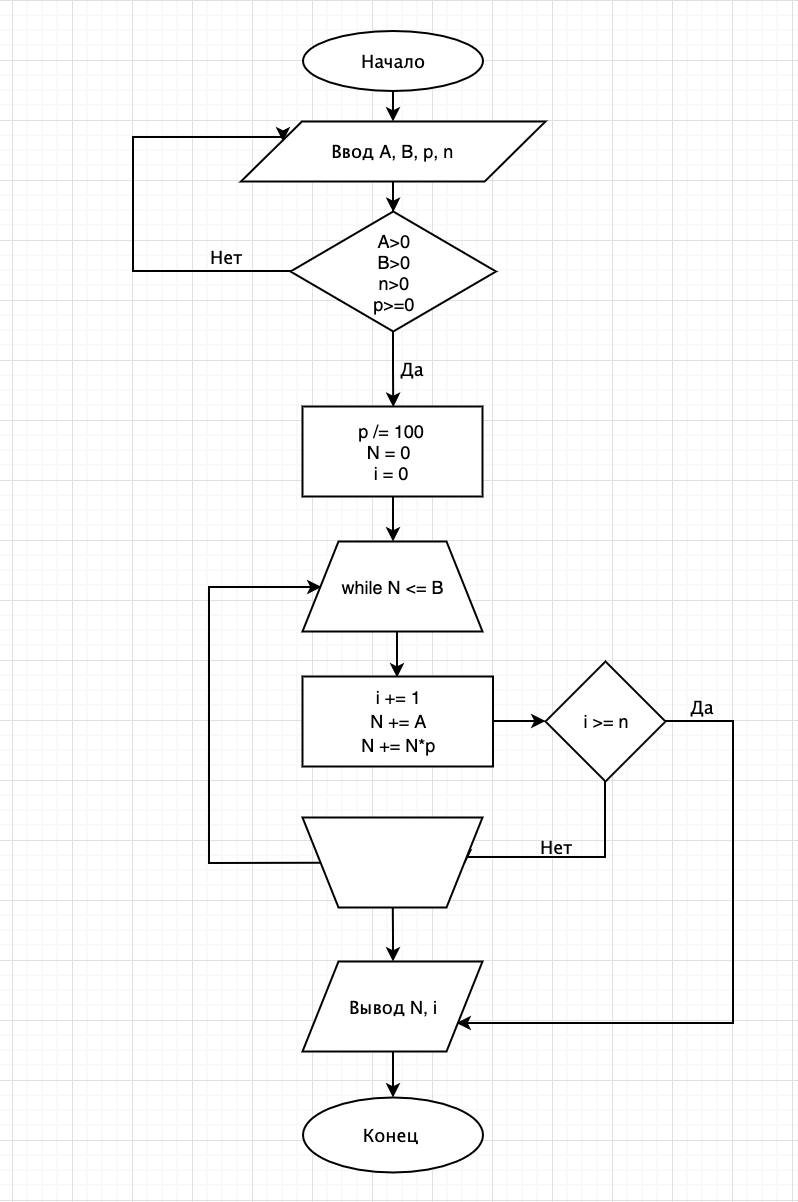 Начало
Ввод A, B, p, n
A>0
B>0
n>0
p>=0
Нет
Да
p /= 100
N = 0
i = 0
while N <= B
i += 1
N += A
N += N*p
i >= n
Да
Нет
Вывод N, i
Конец